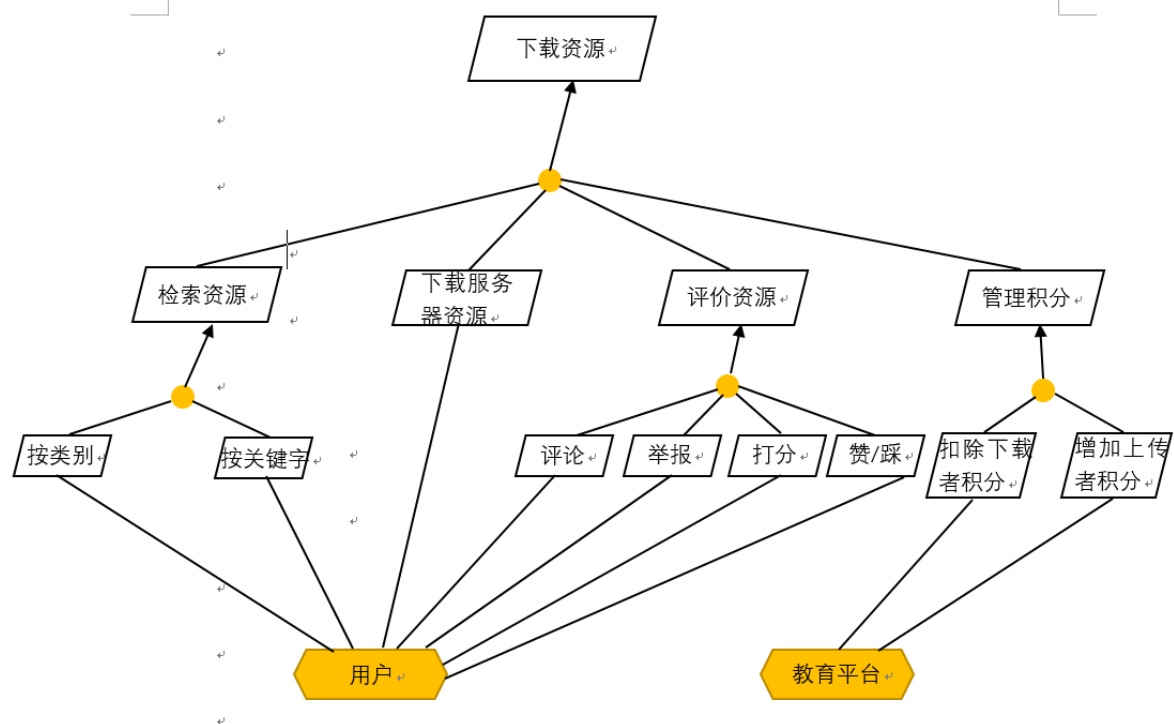 下载资源
检索资源
下载服务
器资源
评价资源
管理积分
按类别
按关键字
评论
举报
打分
赞/踩
扣除下载
者积分
增加上传
者积分
用户
教育平台